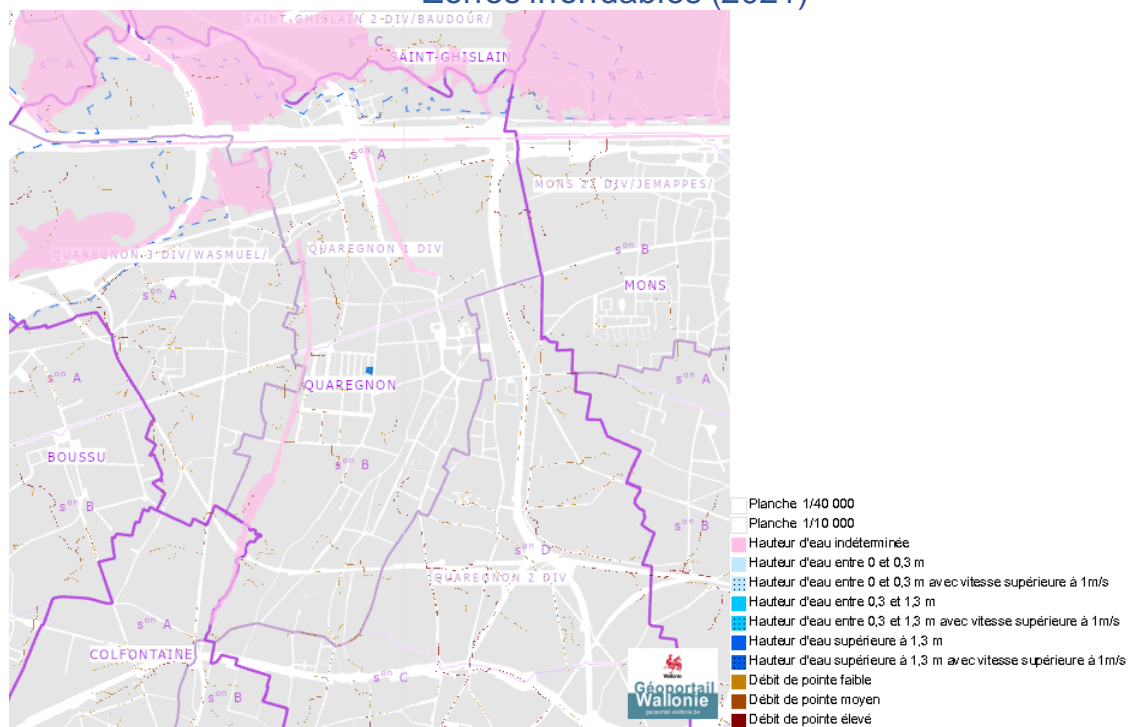 Zones inondables (2021)
SAINT-GHISLAIN 2 DIV/BAUDOUR/
sᵒⁿ C
SAINT-GHISLAIN
sᵒⁿ A
sᵒⁿ A
sᵒⁿ A
MONS 22 DIV/JEMAPPES/
QUAREGNON 3 DIV/WASMUEL/
QUAREGNON 1 DIV
sᵒⁿ B
sᵒⁿ A
MONS
sᵒⁿ A
QUAREGNON
sᵒⁿ A
BOUSSU
sᵒⁿ B
sᵒⁿ B
sᵒⁿ B
sᵒⁿ D
QUAREGNON 2 DIV
sᵒⁿ A
COLFONTAINE
sᵒⁿ C
sᵒⁿ B
Wallonie
Géoportail
Wallonie
geoportail.wallonie.be
Planche 1/40 000
Planche 1/10 000
Hauteur d'eau indéterminée
Hauteur d'eau entre 0 et 0,3 m
Hauteur d'eau entre 0 et 0,3 m avec vitesse supérieure à 1m/s
Hauteur d'eau entre 0,3 et 1,3 m
Hauteur d'eau entre 0,3 et 1,3 m avec vitesse supérieure à 1m/s
Hauteur d'eau supérieure à 1,3 m
Hauteur d'eau supérieure à 1,3 m avec vitesse supérieure à 1m/s
Débit de pointe faible
Débit de pointe moyen
Débit de pointe élevé